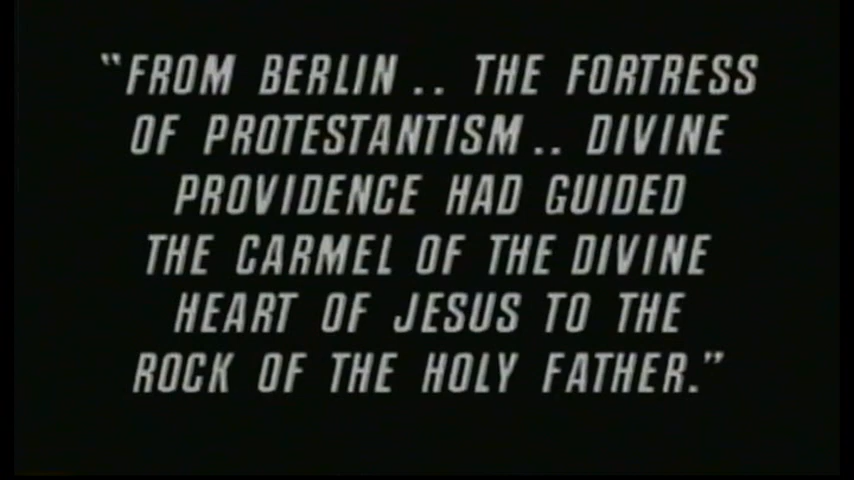 "FROM BERLIN .. THE FORTRESS
OF PROTESTANTISM .. DIVINE
PROVIDENCE HAD GUIDED
THE CARMEL OF THE DIVINE
HEART OF JESUS TO THE
ROCK OF THE HOLY FATHER."